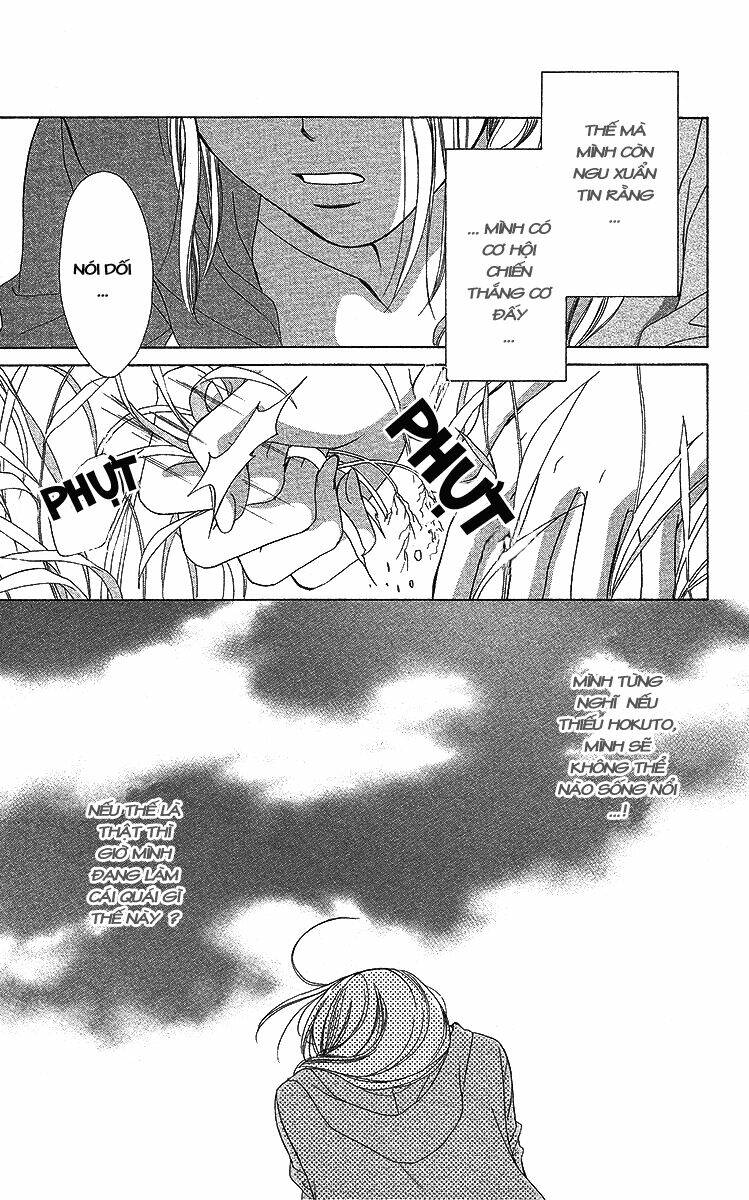 THẾ MÀ
MÌNH CÒN
NGU XUẨN
TIN RẰNG
...
... MÌNH CÓ
CƠ HỘI
CHIẾN
THẮNG CƠ
ĐẤY
...
NÓI DỐI
...
PHỰT
PHỰT
MÌNH TỪNG
NGHĨ NẾU
THIẾU HOKUTO,
MÌNH SẼ
KHÔNG THỂ
NÀO SỐNG NỔI
...!
NẾU THẾ LÀ
THẬT THÌ
GIỜ MÌNH
ĐANG LÀM
CÁI QUÁI GÌ
THẾ NÀY ?